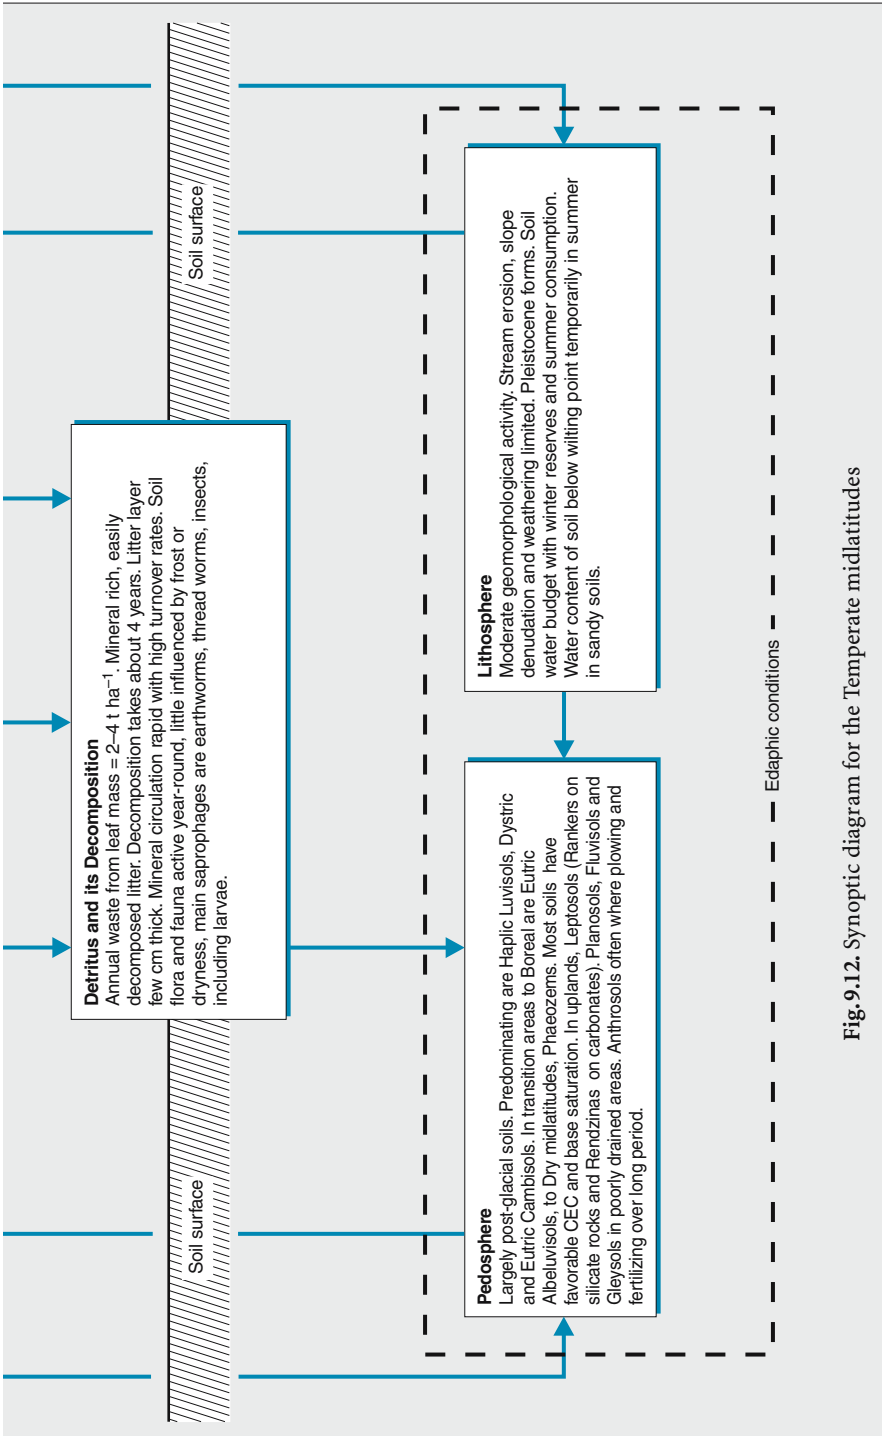 Soil surface
Soil surface
Detritus and its Decomposition
Annual waste from leaf mass = 2–4 t ha⁻¹. Mineral rich, easily
decomposed litter. Decomposition takes about 4 years. Litter layer
few cm thick. Mineral circulation rapid with high turnover rates. Soil
flora and fauna active year-round, little influenced by frost or
dryness, main saprophages are earthworms, thread worms, insects,
including larvae.
Pedosphere
Largely post-glacial soils. Predominating are Haplic Luvisols, Dystric
and Eutric Cambisols. In transition areas to Boreal are Eutric
Albeluvisols, to Dry midlatitudes, Phaeozems. Most soils have
favorable CEC and base saturation. In uplands, Leptosols (Rankers on
silicate rocks and Rendzinas on carbonates). Planosols, Fluvisols and
Gleysols in poorly drained areas. Anthrosols often where plowing and
fertilizing over long period.
Lithosphere
Moderate geomorphological activity. Stream erosion, slope
denudation and weathering limited. Pleistocene forms. Soil
water budget with winter reserves and summer consumption.
Water content of soil below wilting point temporarily in summer
in sandy soils.
Edaphic conditions
Fig. 9.12. Synoptic diagram for the Temperate midlatitudes